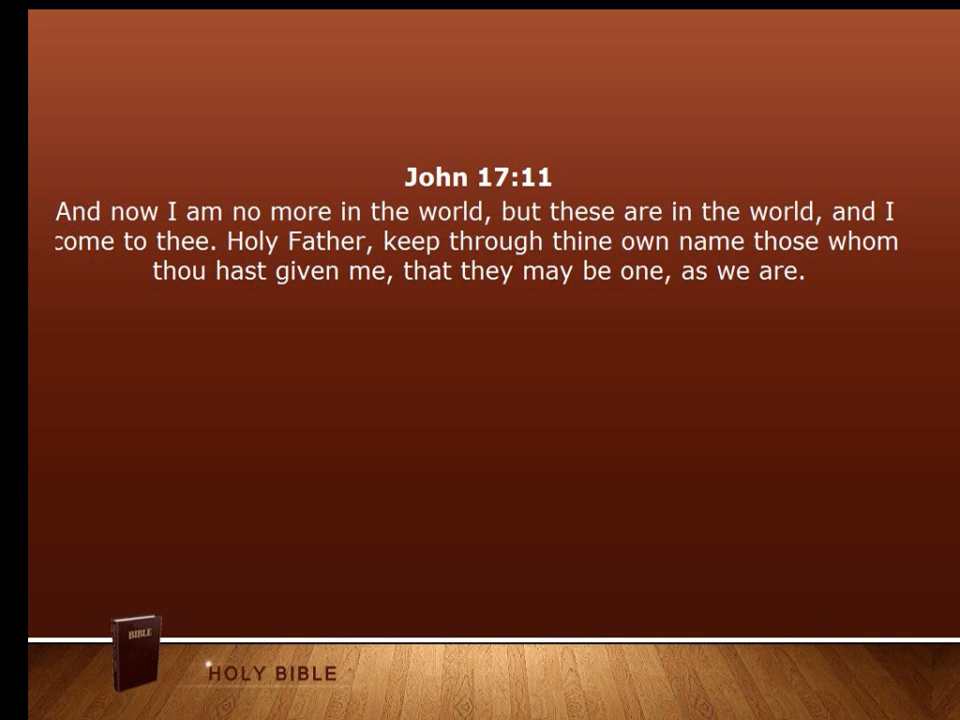 John 17:11
And now I am no more in the world, but these are in the world, and I
come to thee. Holy Father, keep through thine own name those whom
thou hast given me, that they may be one, as we are.
BIBLE
HOLY BIBLE